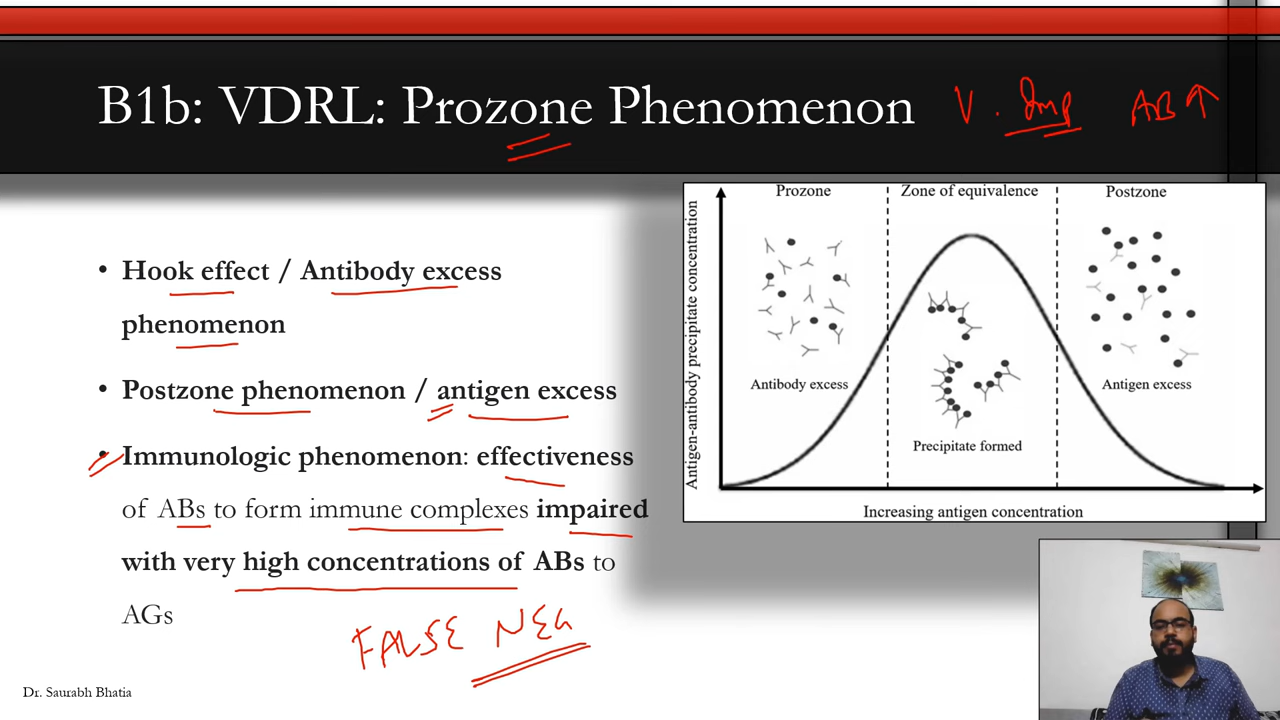 B1b: VDRL: Prozone Phenomenon V. Imp AB↑
• Hook effect / Antibody excess
phenomenon
• Postzone phenomenon / antigen excess
• Immunologic phenomenon: effectiveness
of ABs to form immune complexes impaired
with very high concentrations of ABs to
AGs
FALSE NEG
Prozone Zone of equivalence Postzone
Antigen-antibody precipitate concentration
Antibody excess
Precipitate formed
Antigen excess
Increasing antigen concentration
Dr. Saurabh Bhatia